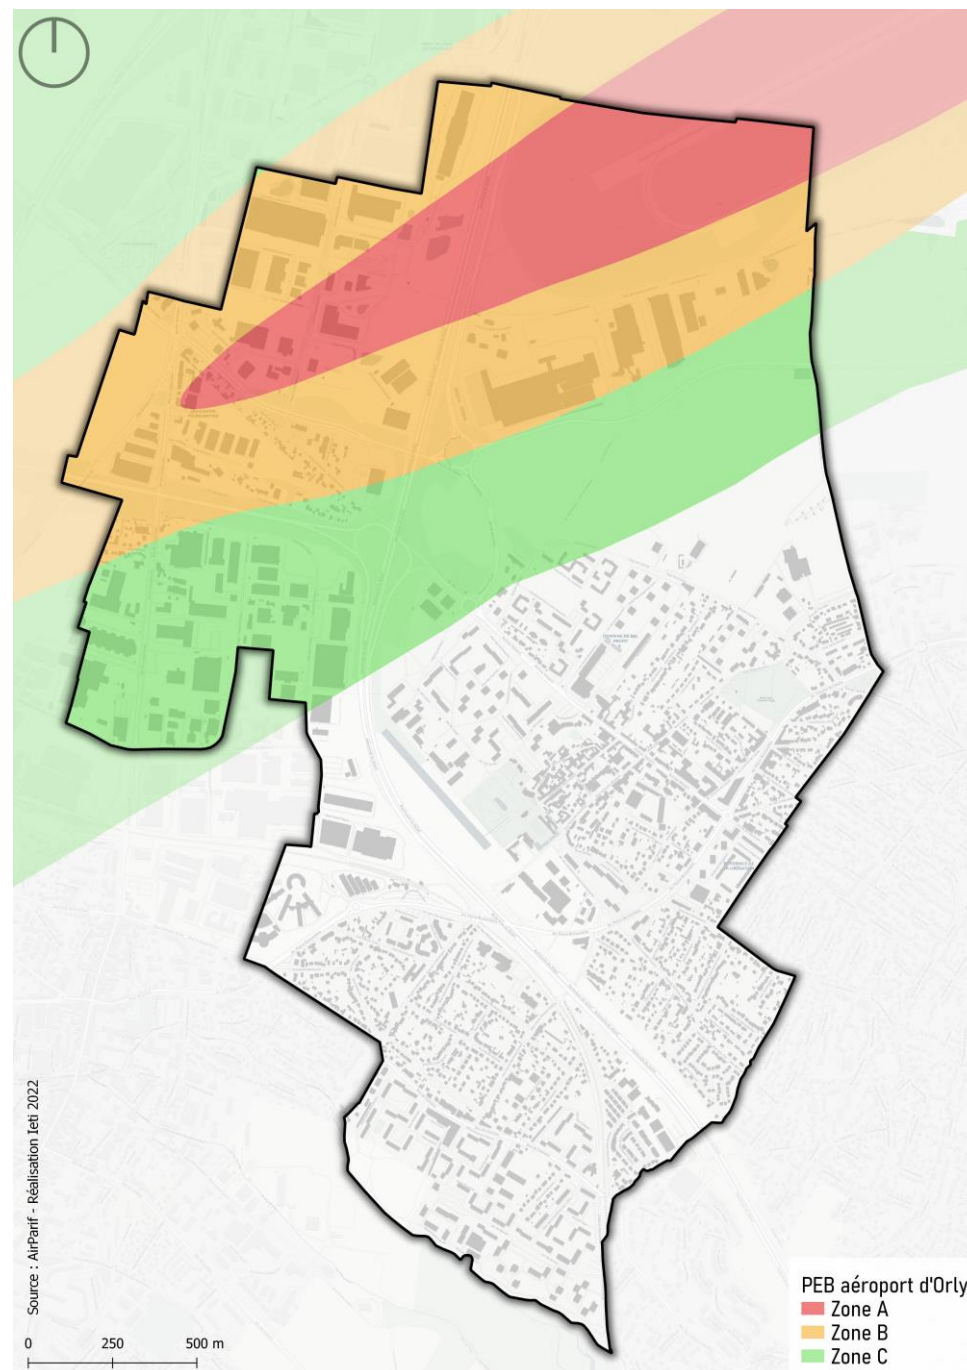 Source : AirParif - Réalisation Ieti 2022
0 250 500 m
PEB aéroport d'Orly
Zone A
Zone B
Zone C